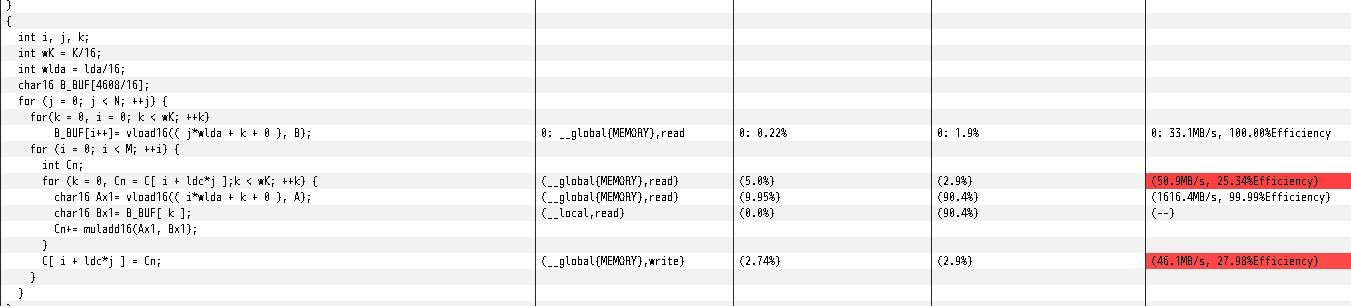 }
{
int i, j, k;
int wK = K/16;
int wlda = lda/16;
char16 B_BUF[4608/16];
for (j = 0; j < N; ++j) {
for(k = 0, i = 0; k < wK; ++k)
B_BUF[i++]= vload16(( j*wlda + k + 0 ), B); 0: __global{MEMORY},read 0: 0.22% 0: 1.9% 0: 33.1MB/s, 100.00%Efficiency
for (i = 0; i < M; ++i) {
int Cn;
for (k = 0, Cn = C[ i + ldc*j ];k < wK; ++k) { (__global{MEMORY},read) (5.0%) (2.9%) (50.9MB/s, 25.34%Efficiency)
char16 Ax1= vload16(( i*wlda + k + 0 ), A); (__global{MEMORY},read) (9.95%) (90.4%) (1616.4MB/s, 99.99%Efficiency)
char16 Bx1= B_BUF[ k ]; (__local,read) (0.0%) (90.4%) (--)
Cn+= muladd16(Ax1, Bx1);
}
C[ i + ldc*j ] = Cn; (__global{MEMORY},write) (2.74%) (2.9%) (46.1MB/s, 27.98%Efficiency)
}
}